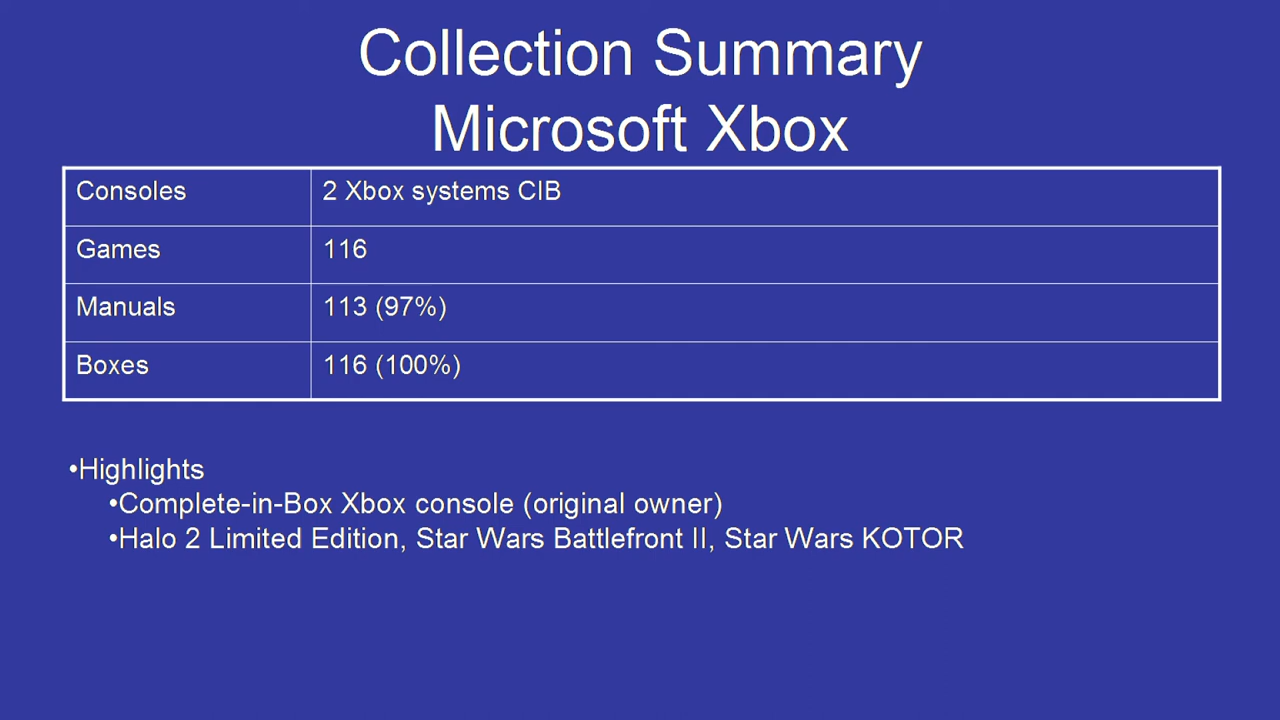 Collection Summary
Microsoft Xbox
Consoles 2 Xbox systems CIB
Games 116
Manuals 113 (97%)
Boxes 116 (100%)
•Highlights
•Complete-in-Box Xbox console (original owner)
•Halo 2 Limited Edition, Star Wars Battlefront II, Star Wars KOTOR